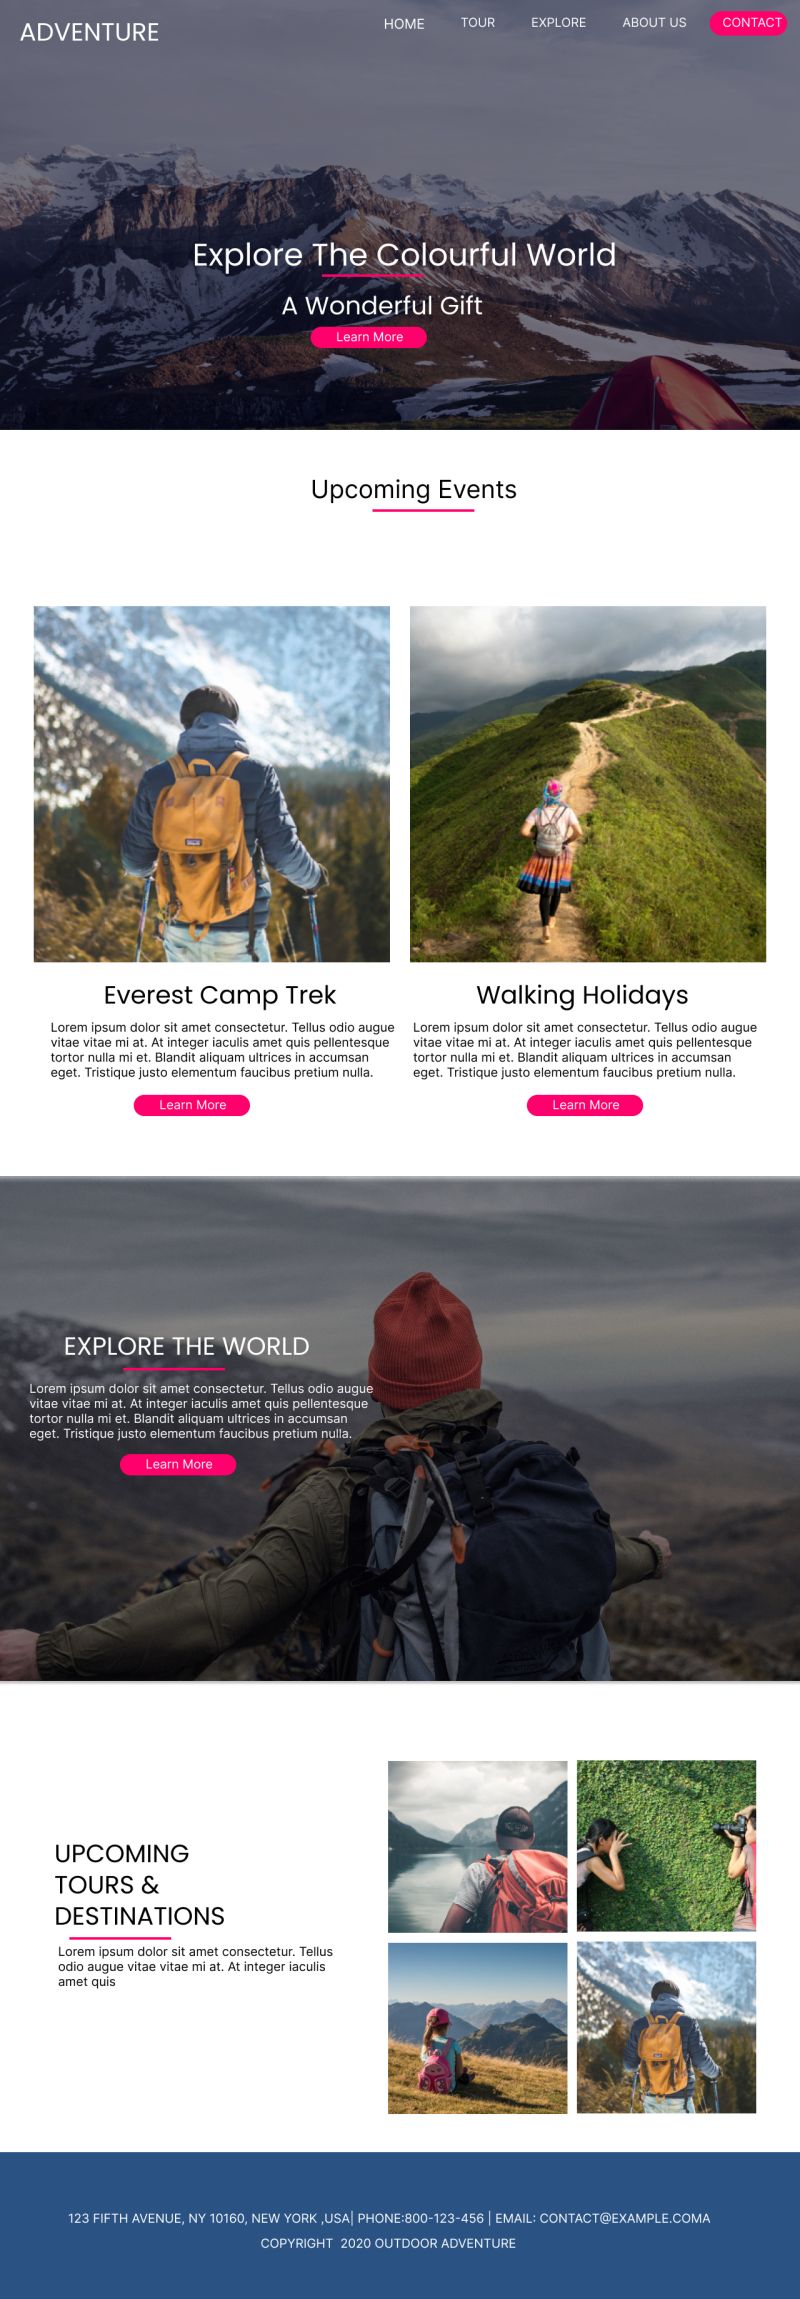 ADVENTURE
HOME
TOUR
EXPLORE
ABOUT US
CONTACT
Explore The Colourful World
A Wonderful Gift
Learn More
Upcoming Events
Everest Camp Trek
Lorem ipsum dolor sit amet consectetur. Tellus odio augue
vitae vitae mi at. At integer iaculis amet quis pellentesque
tortor nulla mi et. Blandit aliquam ultrices in accumsan
eget. Tristique justo elementum faucibus pretium nulla.
Learn More
Walking Holidays
Lorem ipsum dolor sit amet consectetur. Tellus odio augue
vitae vitae mi at. At integer iaculis amet quis pellentesque
tortor nulla mi et. Blandit aliquam ultrices in accumsan
eget. Tristique justo elementum faucibus pretium nulla.
Learn More
EXPLORE THE WORLD
Lorem ipsum dolor sit amet consectetur. Tellus odio augue
vitae vitae mi at. At integer iaculis amet quis pellentesque
tortor nulla mi et. Blandit aliquam ultrices in accumsan
eget. Tristique justo elementum faucibus pretium nulla.
Learn More
UPCOMING
TOURS &
DESTINATIONS
Lorem ipsum dolor sit amet consectetur. Tellus
odio augue vitae vitae mi at. At integer iaculis
amet quis
123 FIFTH AVENUE, NY 10160, NEW YORK ,USA| PHONE:800-123-456 | EMAIL: CONTACT@EXAMPLE.COMA
COPYRIGHT  2020 OUTDOOR ADVENTURE